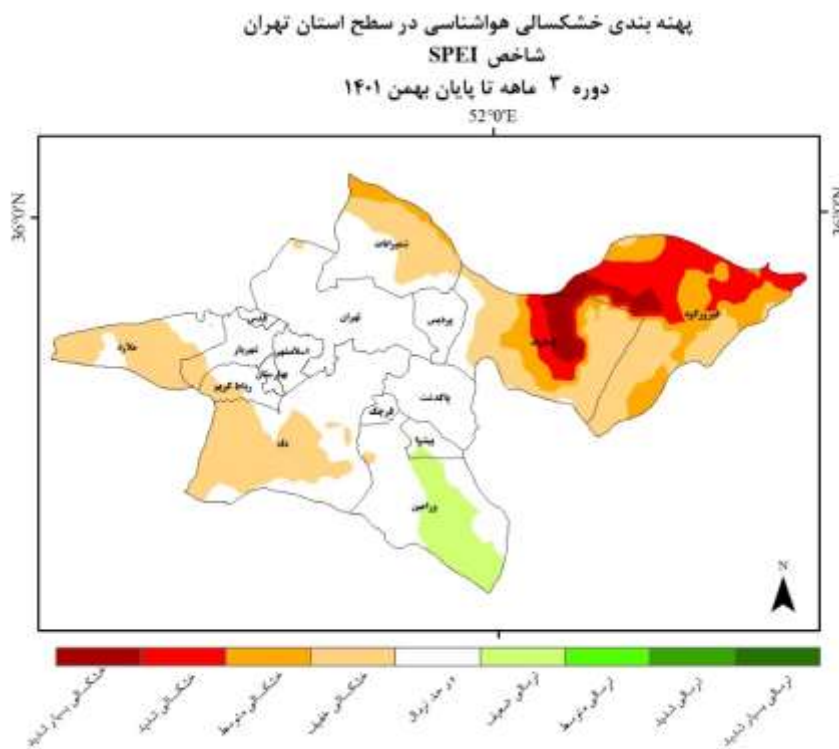 پهنه بندی خشکسالی هواشناسی در سطح استان تهران
شاخص SPEI
دوره ۳ ماهه تا پایان بهمن ۱۴۰۱
52°0'E
36°0'N
36°0'N
شمیرانات
فیروزکوه
دماوند
تهران
پردیس
قدس
ملارد
شهریار
اسلامشهر
بهارستان
رباط کریم
پاکدشت
قرچک
پیشوا
ری
ورامین
N
خشکسالی بسیار شدید
خشکسالی شدید
خشکسالی متوسط
خشکسالی خفیف
در حد نرمال
ترسالی ضعیف
ترسالی متوسط
ترسالی شدید
ترسالی بسیار شدید